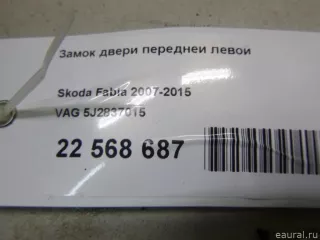 Замок двери передней левой
Skoda Fabia 2007-2015
VAG 5J2837015
22 568 687
eaural.ru